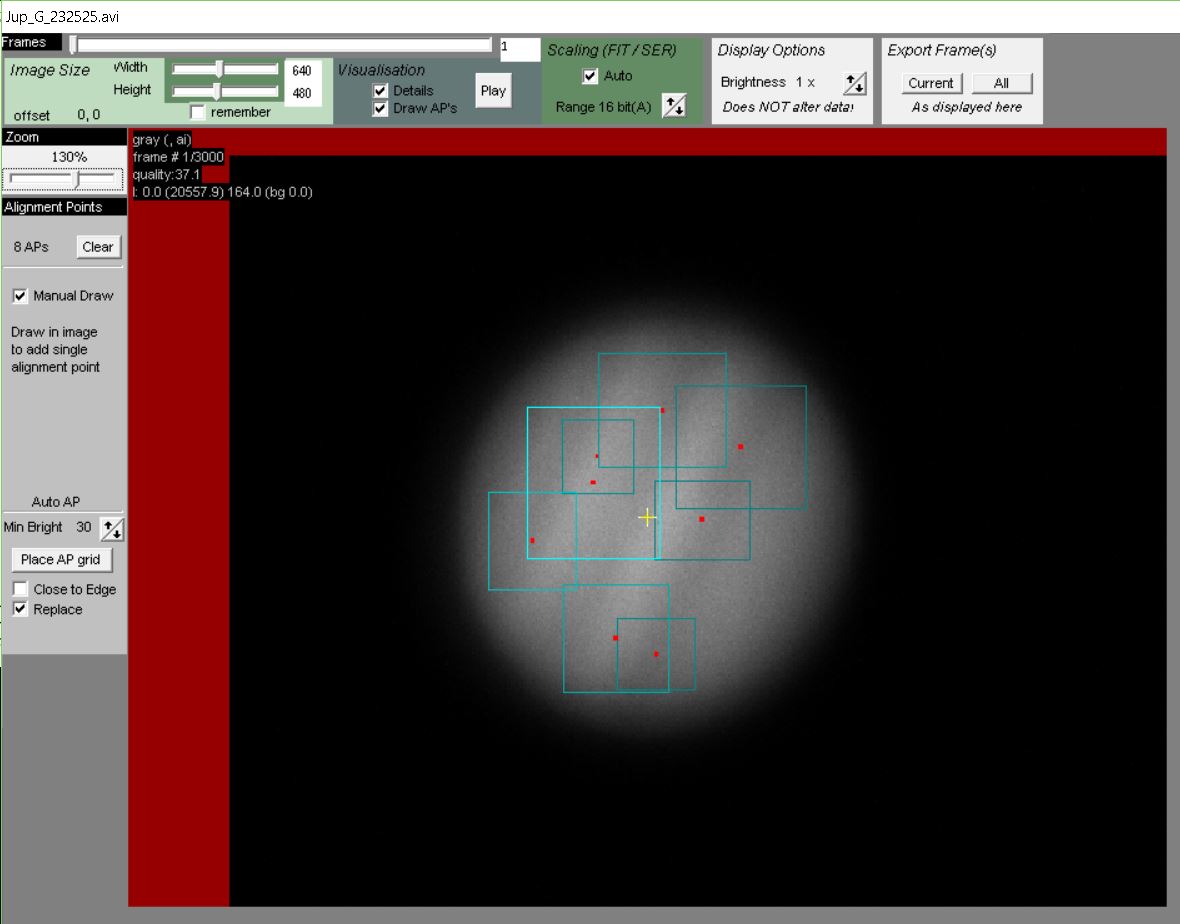 Jup_G_232525.avi
Frames
1
Image Size
Width
640
Height
480
offset 0, 0
remember
Visualisation
Details
Draw AP's
Play
Scaling (FIT / SER)
Auto
Range 16 bit(A)
Display Options
Brightness 1 x
Does NOT alter data!
Export Frame(s)
Current
All
As displayed here
Zoom
130%
Alignment Points
8 APs
Clear
Manual Draw
Draw in image
to add single
alignment point
Auto AP
Min Bright 30
Place AP grid
Close to Edge
Replace
gray (, ai)
frame # 1/3000
quality:37.1
l: 0.0 (20557.9) 164.0 (bg 0.0)